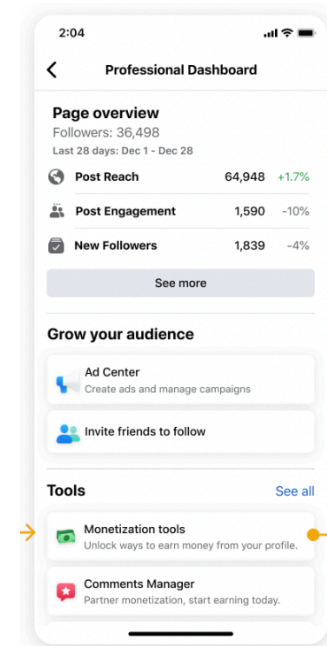 2:04
Professional Dashboard
Page overview
Followers: 36,498
Last 28 days: Dec 1 - Dec 28
Post Reach 64,948 +1.7%
Post Engagement 1,590 -10%
New Followers 1,839 -4%
See more
Grow your audience
Ad Center
Create ads and manage campaigns
Invite friends to follow
Tools See all
Monetization tools
Unlock ways to earn money from your profile.
Comments Manager
Partner monetization, start earning today.